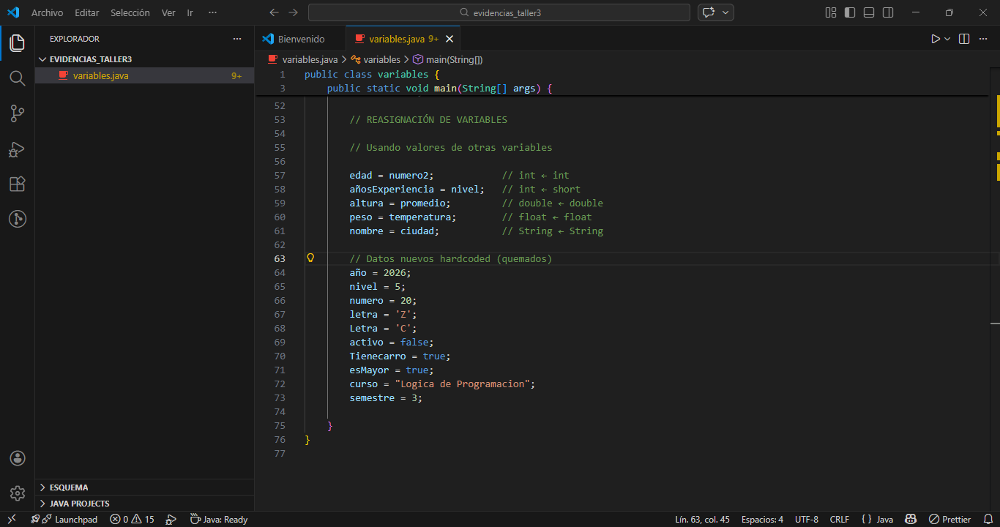 Archivo Editar Selección Ver Ir ···
evidencias_taller3
EXPLORADOR ···
EVIDENCIAS_TALLER3
variables.java 9+
ESQUEMA
JAVA PROJECTS
Bienvenido
variables.java 9+
variables.java > variables > main(String[])
1 public class variables {
3 public static void main(String[] args) {
52
53 // REASIGNACIÓN DE VARIABLES
54
55 // Usando valores de otras variables
56
57 edad = numero2; // int ← int
58 añosExperiencia = nivel; // int ← short
59 altura = promedio; // double ← double
60 peso = temperatura; // float ← float
61 nombre = ciudad; // String ← String
62
63 // Datos nuevos hardcoded (quemados)
64 año = 2026;
65 nivel = 5;
66 numero = 20;
67 letra = 'Z';
68 Letra = 'C';
69 activo = false;
70 Tienecarro = true;
71 esMayor = true;
72 curso = "Logica de Programacion";
73 semestre = 3;
74
75 }
76 }
77
Launchpad 0 15 Java: Ready Lín. 63, col. 45 Espacios: 4 UTF-8 CRLF { } Java Prettier